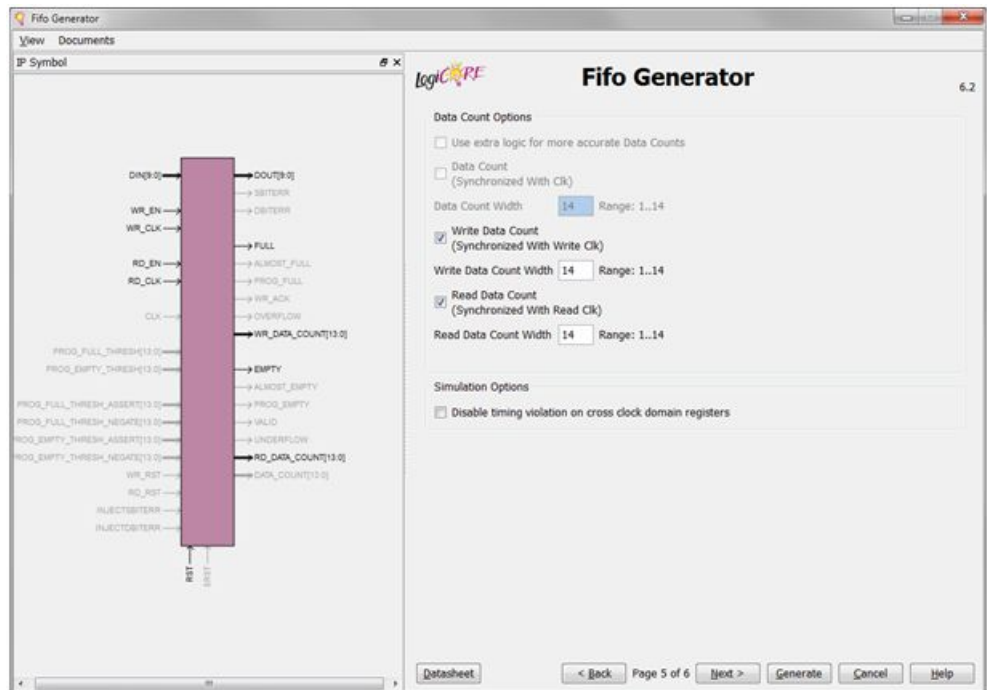 Fifo Generator
View Documents
IP Symbol
DIN[9:0]
WR_EN
WR_CLK
RD_EN
RD_CLK
CLK
PROG_FULL_THRESH[13:0]
PROG_EMPTY_THRESH[13:0]
PROG_FULL_THRESH_ASSERT[13:0]
PROG_FULL_THRESH_NEGATE[13:0]
PROG_EMPTY_THRESH_ASSERT[13:0]
PROG_EMPTY_THRESH_NEGATE[13:0]
WR_RST
RD_RST
INJECTSBITERR
INJECTDBITERR
DOUT[9:0]
SBITERR
DBITERR
FULL
ALMOST_FULL
PROG_FULL
WR_ACK
OVERFLOW
WR_DATA_COUNT[13:0]
EMPTY
ALMOST_EMPTY
PROG_EMPTY
VALID
UNDERFLOW
RD_DATA_COUNT[13:0]
DATA_COUNT[13:0]
RST
SRST
LogiCORE
Fifo Generator
6.2
Data Count Options
Use extra logic for more accurate Data Counts
Data Count
(Synchronized With Clk)
Data Count Width 14 Range: 1..14
Write Data Count
(Synchronized With Write Clk)
Write Data Count Width 14 Range: 1..14
Read Data Count
(Synchronized With Read Clk)
Read Data Count Width 14 Range: 1..14
Simulation Options
Disable timing violation on cross clock domain registers
Datasheet < Back Page 5 of 6 Next > Generate Cancel Help